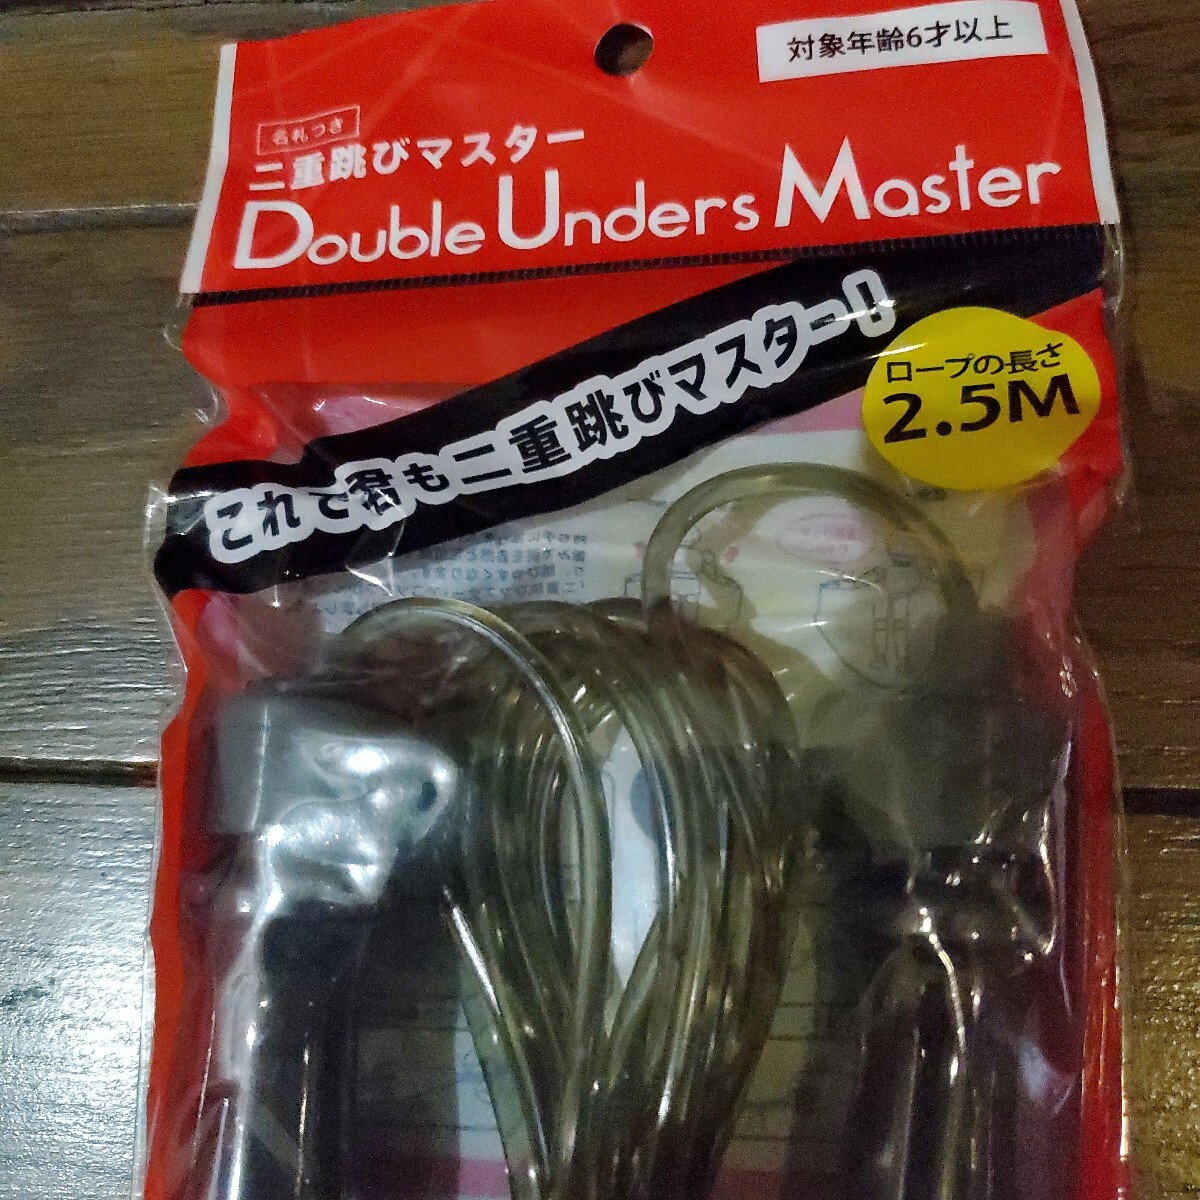 対象年齢6才以上
名札つき
二重跳びマスター
Double Unders Master
これで君も二重跳びマスター!
ロープの長さ
2.5M